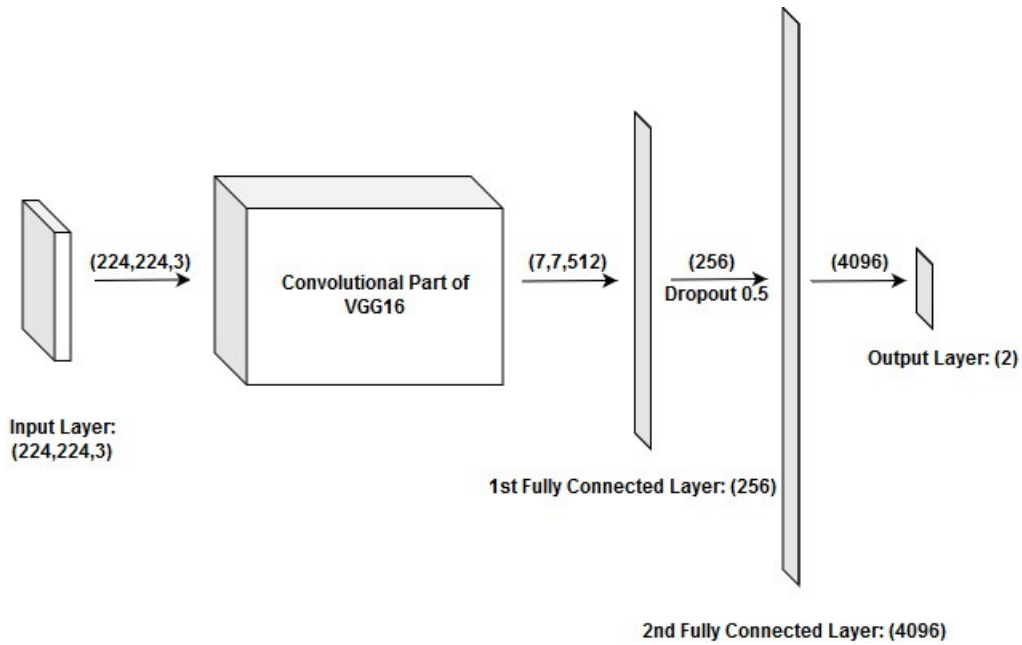 (224,224,3)
Convolutional Part of
VGG16
(7,7,512)
(256)
Dropout 0.5
(4096)
Output Layer: (2)
Input Layer:
(224,224,3)
1st Fully Connected Layer: (256)
2nd Fully Connected Layer: (4096)